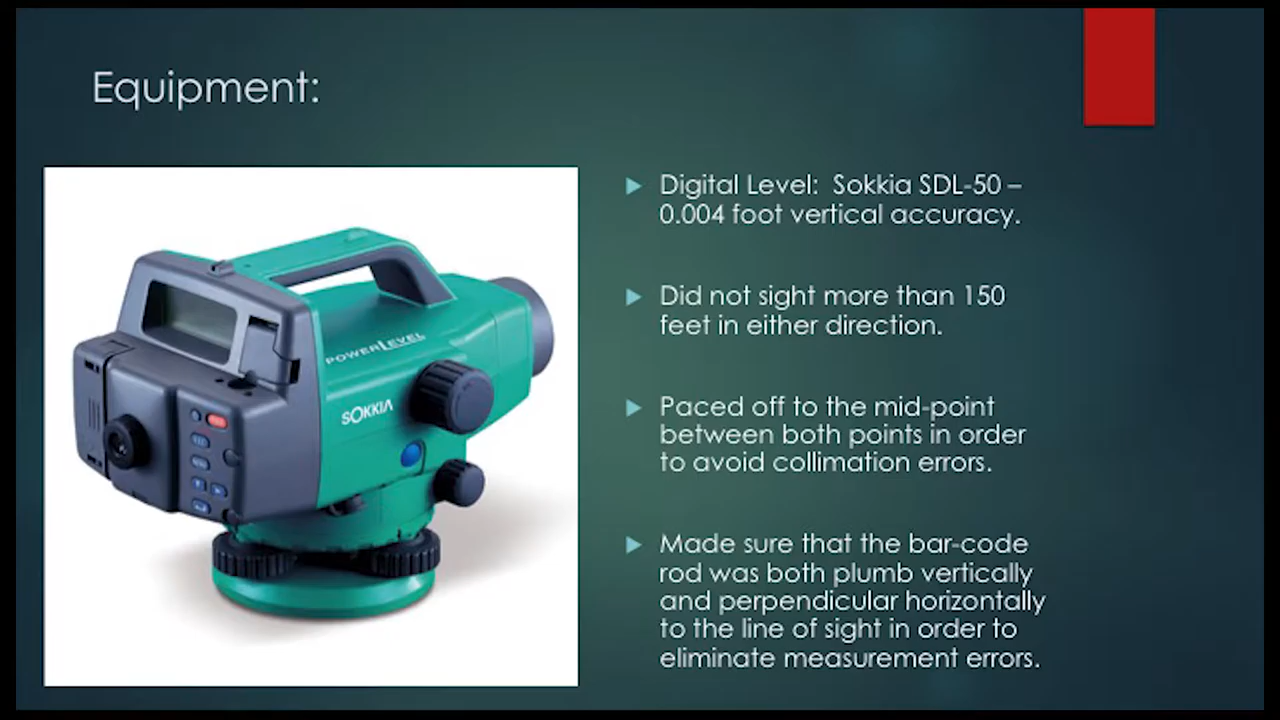 Equipment:
Digital Level:  Sokkia SDL-50 –
0.004 foot vertical accuracy.
Did not sight more than 150
feet in either direction.
Paced off to the mid-point
between both points in order
to avoid collimation errors.
Made sure that the bar-code
rod was both plumb vertically
and perpendicular horizontally
to the line of sight in order to
eliminate measurement errors.
POWERLEVEL
SOKKIA